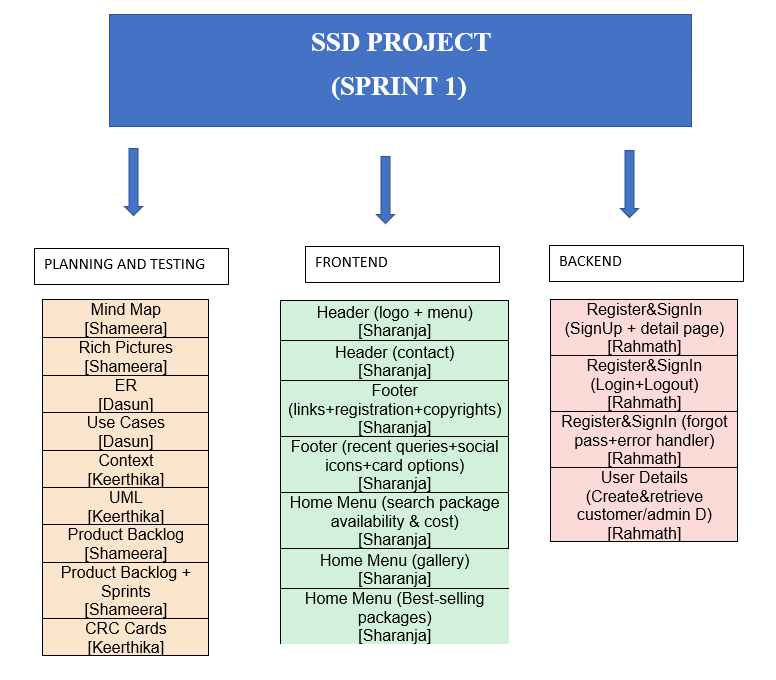 SSD PROJECT
(SPRINT 1)
PLANNING AND TESTING
Mind Map
[Shameera]
Rich Pictures
[Shameera]
ER
[Dasun]
Use Cases
[Dasun]
Context
[Keerthika]
UML
[Keerthika]
Product Backlog
[Shameera]
Product Backlog +
Sprints
[Shameera]
CRC Cards
[Keerthika]
FRONTEND
Header (logo + menu)
[Sharanja]
Header (contact)
[Sharanja]
Footer
(links+registration+copyrights)
[Sharanja]
Footer (recent queries+social
icons+card options)
[Sharanja]
Home Menu (search package
availability & cost)
[Sharanja]
Home Menu (gallery)
[Sharanja]
Home Menu (Best-selling
packages)
[Sharanja]
BACKEND
Register&SignIn
(SignUp + detail page)
[Rahmath]
Register&SignIn
(Login+Logout)
[Rahmath]
Register&SignIn (forgot
pass+error handler)
[Rahmath]
User Details
(Create&retrieve
customer/admin D)
[Rahmath]